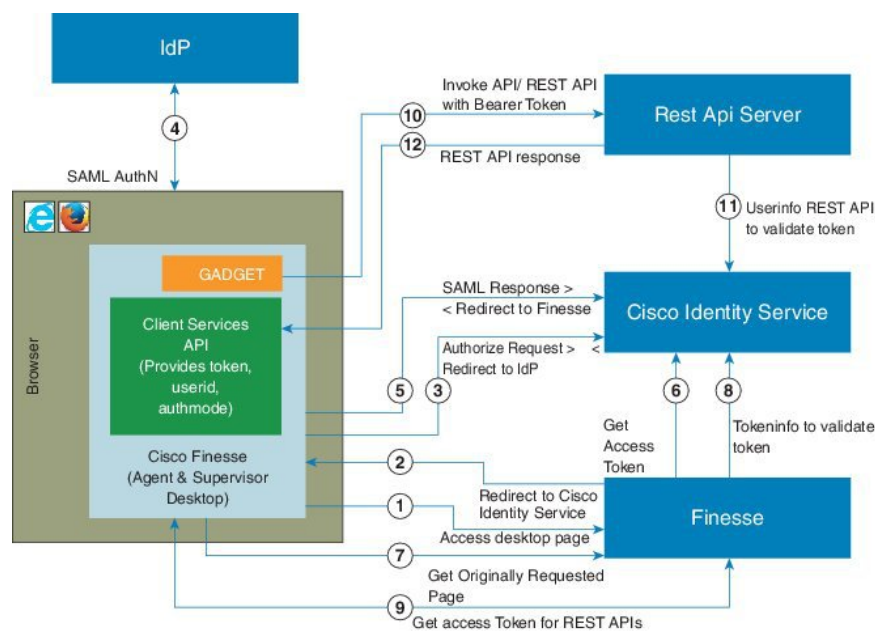 IdP
4
SAML AuthN
Invoke API/ REST API
with Bearer Token
10
12
REST API response
Rest Api Server
11
Userinfo REST API
to validate token
Browser
GADGET
Client Services
API
(Provides token,
userid,
authmode)
Cisco Finesse
(Agent & Supervisor
Desktop)
SAML Response >
< Redirect to Finesse
Cisco Identity Service
Authorize Request > <
Redirect to IdP
5
3
6
8
Get
Access
Token
Tokeninfo to validate
token
2
Redirect to Cisco
Identity Service
1
Access desktop page
Finesse
7
Get Originally Requested
Page
9
Get access Token for REST APIs